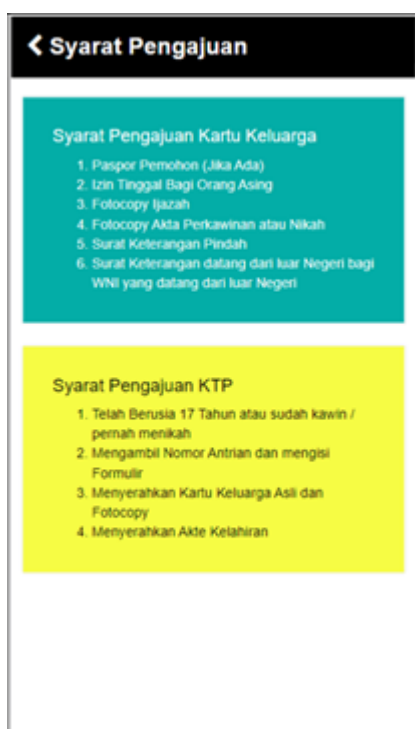 Syarat Pengajuan
Syarat Pengajuan Kartu Keluarga
1. Paspor Pemohon (Jika Ada)
2. Izin Tinggal Bagi Orang Asing
3. Fotocopy Ijazah
4. Fotocopy Akta Perkawinan atau Nikah
5. Surat Keterangan Pindah
6. Surat Keterangan datang dari luar Negeri bagi
WNI yang datang dari luar Negeri
Syarat Pengajuan KTP
1. Telah Berusia 17 Tahun atau sudah kawin /
pernah menikah
2. Mengambil Nomor Antrian dan mengisi
Formulir
3. Menyerahkan Kartu Keluarga Asli dan
Fotocopy
4. Menyerahkan Akte Kelahiran